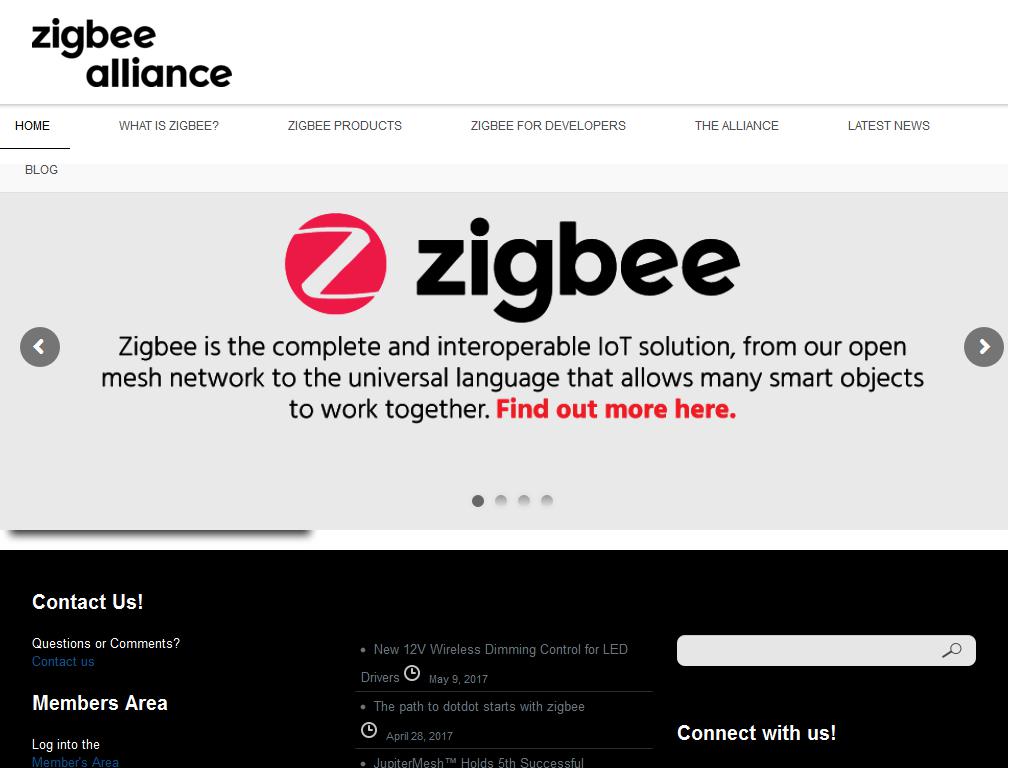 zigbee
alliance
HOME
WHAT IS ZIGBEE?
ZIGBEE PRODUCTS
ZIGBEE FOR DEVELOPERS
THE ALLIANCE
LATEST NEWS
BLOG
zigbee
Zigbee is the complete and interoperable IoT solution, from our open
mesh network to the universal language that allows many smart objects
to work together. Find out more here.
Contact Us!
Questions or Comments?
Contact us
Members Area
Log into the
Member's Area
New 12V Wireless Dimming Control for LED
Drivers May 9, 2017
The path to dotdot starts with zigbee
April 28, 2017
JupiterMesh™ Holds 5th Successful
Connect with us!